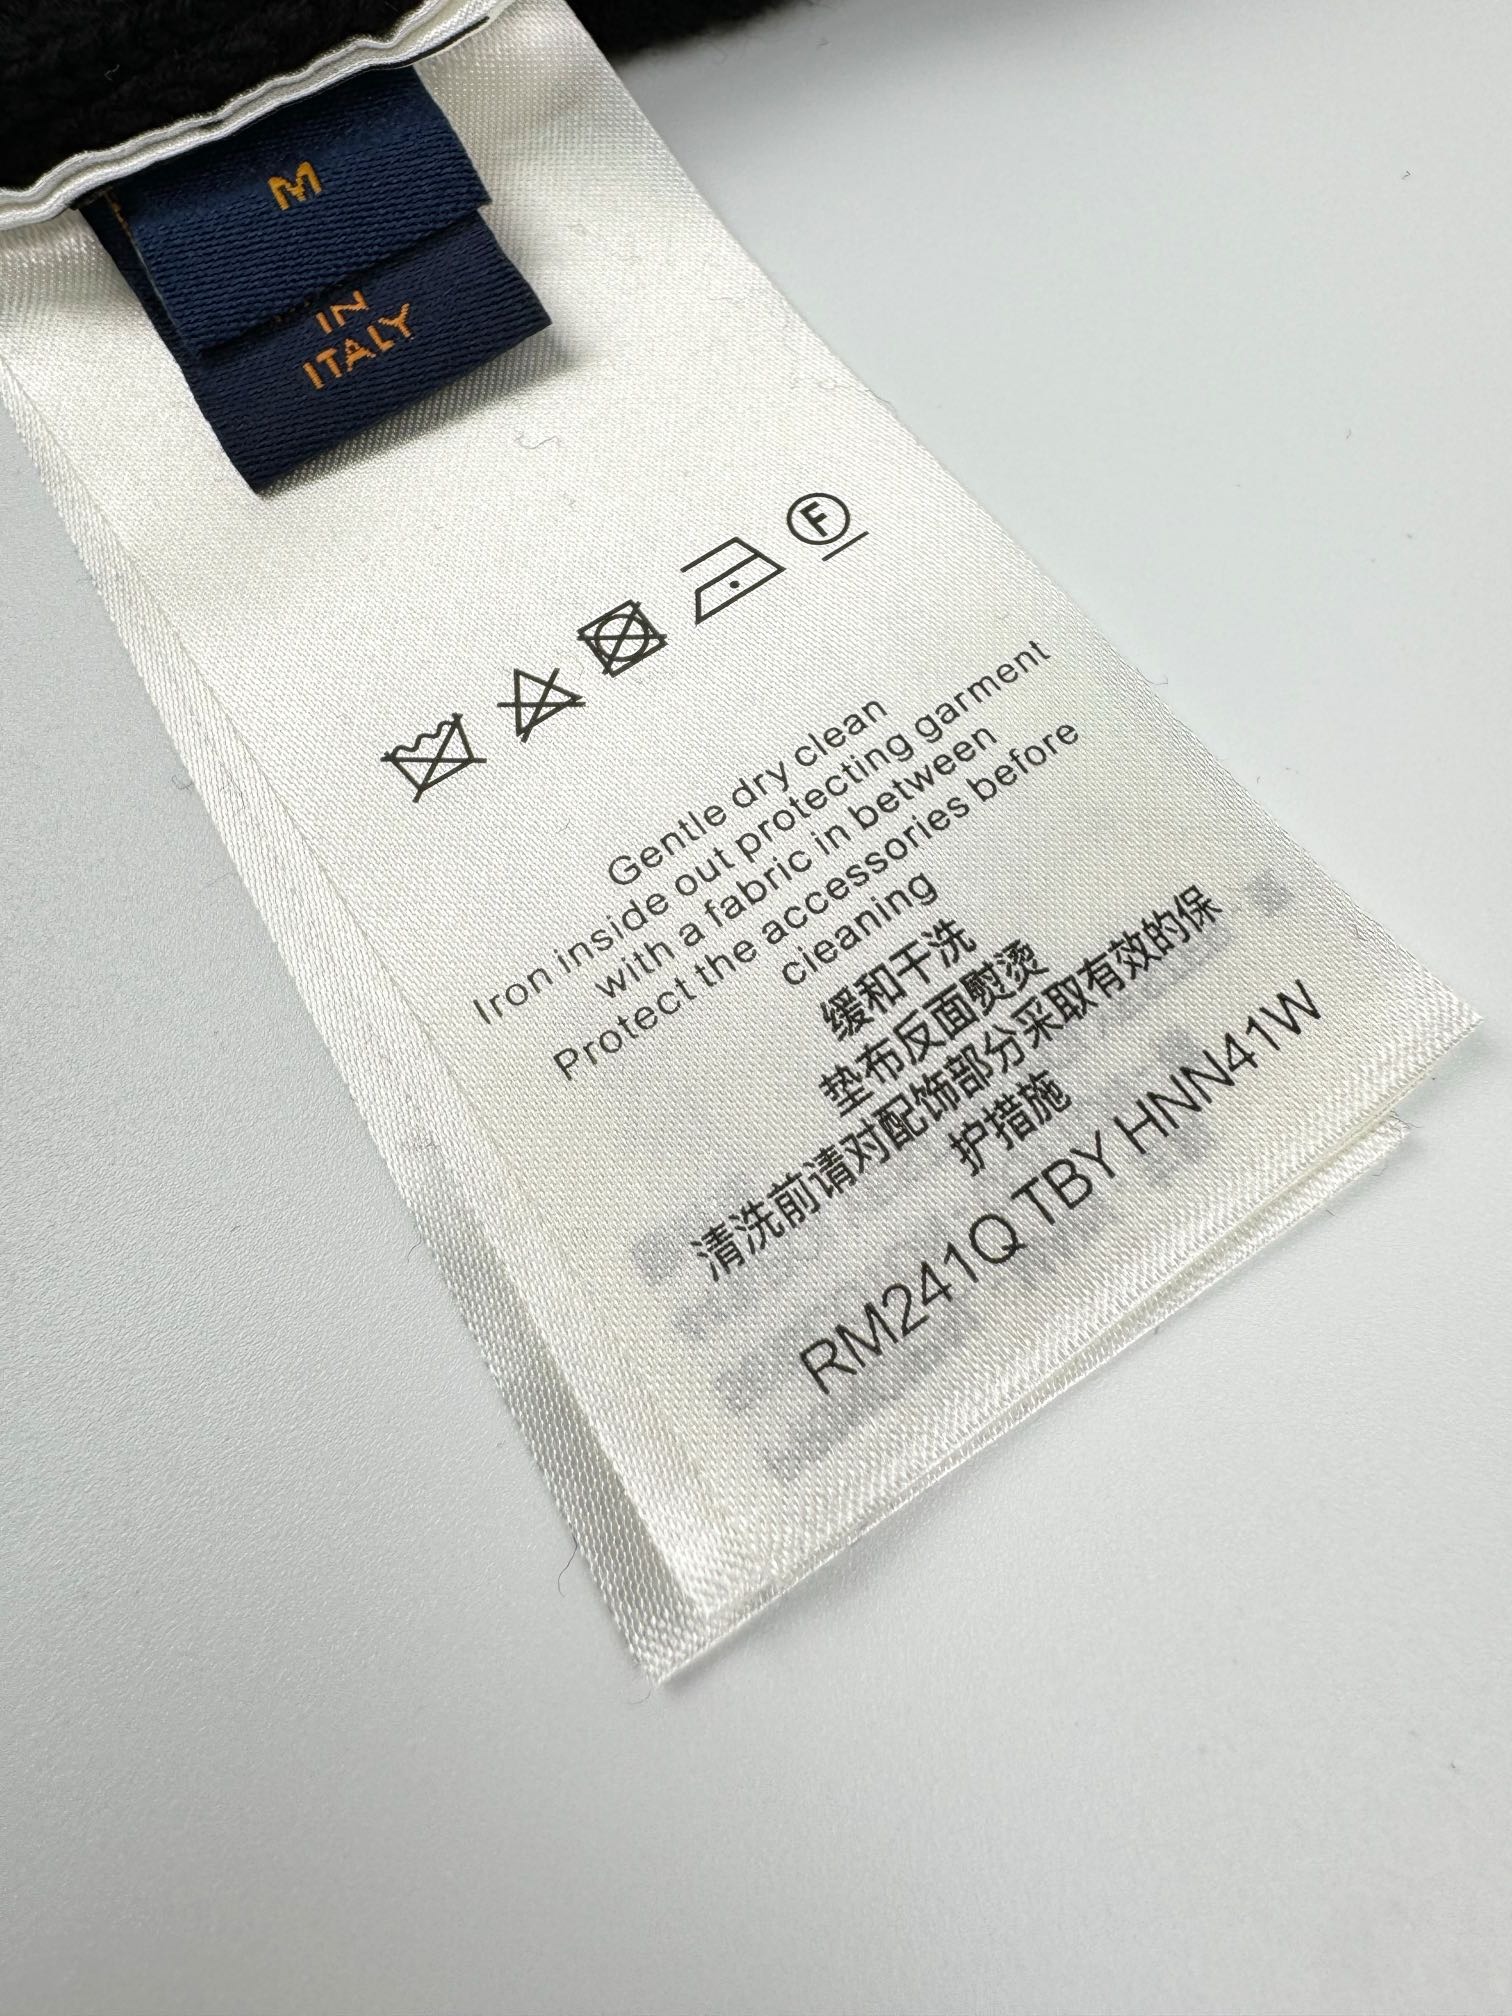 M
IN
ITALY
F
Gentle dry clean
Iron inside out protecting garment
with a fabric in between
Protect the accessories before
cieaning
缓和干洗
垫布反面熨烫
清洗前请对配饰部分采取有效的保
护措施
RM241Q TBY HNN41W